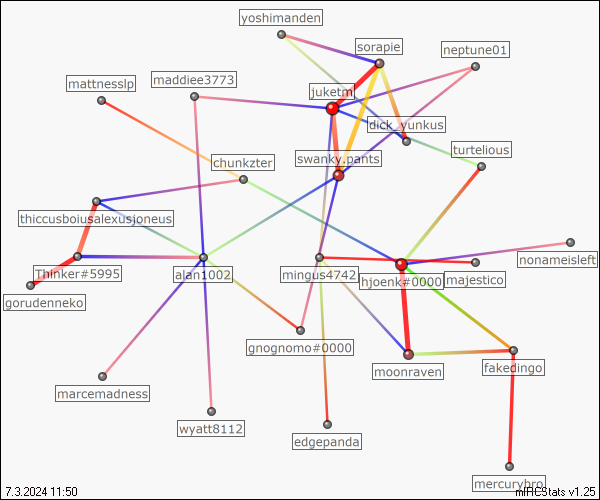 yoshimanden
sorapie
neptune01
mattnesslp
maddiee3773
juketm
dick_yunkus
turtelious
chunkzter
swanky.pants
thiccusboiusalexusjoneus
nonameisleft
Thinker#5995
alan1002
mingus4742
hjoenk#0000
majestico
gorudenneko
gnognomo#0000
moonraven
fakedingo
marcemadness
wyatt8112
edgepanda
mercurybro
7.3.2024 11:50
mIRCStats v1.25